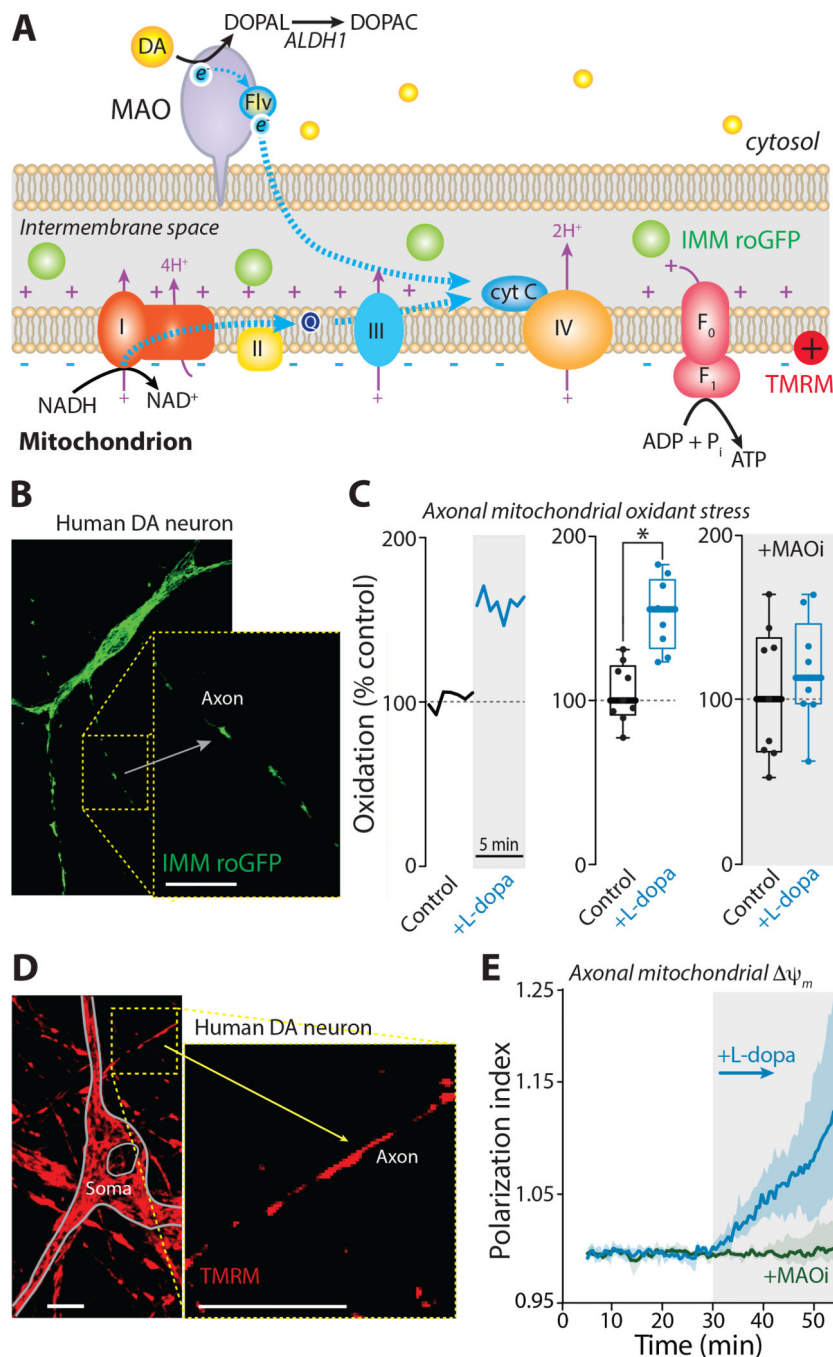 A
DA
DOPAL
DOPAC
ALDH1
e-
MAO
Flv
e-
cytosol
Intermembrane space
IMM roGFP
4H+
2H+
+
+ + + + + + + + + + + +
cyt C
I
II
Q
III
IV
F0
F1
+
TMRM
- - - - - - - - - -
+ + +
NADH
NAD+
Mitochondrion
ADP + Pi
ATP
B
Human DA neuron
Axon
IMM roGFP
C
Axonal mitochondrial oxidant stress
Oxidation (% control)
200
100
0
5 min
Control
+L-dopa
200
100
0
*
Control
+L-dopa
200
100
0
+MAOi
Control
+L-dopa
D
Human DA neuron
Soma
Axon
TMRM
E
Axonal mitochondrial Δψm
Polarization index
1.25
1.15
1.05
0.95
+L-dopa
+MAOi
0 10 20 30 40 50
Time (min)